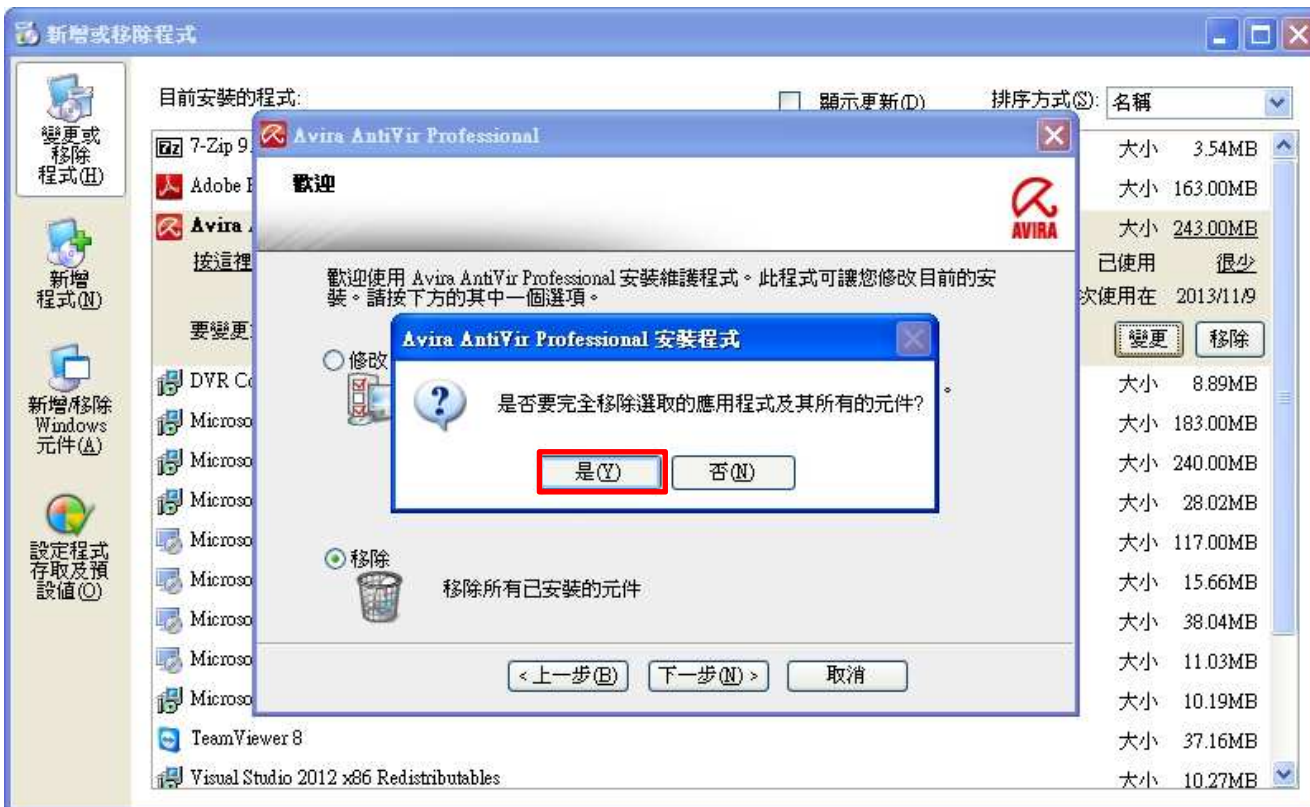 新增或移除程式
變更或
移除
程式(H)
新增
程式(N)
新增/移除
Windows
元件(A)
設定程式
存取及預
設值(O)
目前安裝的程式:
顯示更新(D)
排序方式(S):
名稱
7-Zip 9
大小 3.54MB
Adobe
大小 163.00MB
Avira
大小 243.00MB
按這裡
已使用 很少
次使用在 2013/11/9
要變更
變更
移除
DVR
大小 8.89MB
大小 183.00MB
大小 240.00MB
大小 28.02MB
大小 117.00MB
大小 15.66MB
大小 38.04MB
大小 11.03MB
大小 10.19MB
TeamViewer 8
大小 37.16MB
Visual Studio 2012 x86 Redistributables
大小 10.27MB
Avira AntiVir Professional
歡迎
AVIRA
歡迎使用 Avira AntiVir Professional 安裝維護程式。此程式可讓您修改目前的安
裝。請按下方的其中一個選項。
修改
Avira AntiVir Professional 安裝程式
是否要完全移除選取的應用程式及其所有的元件?
是(Y)
否(N)
移除
移除所有已安裝的元件
<上一步(B)
下一步(N)>
取消